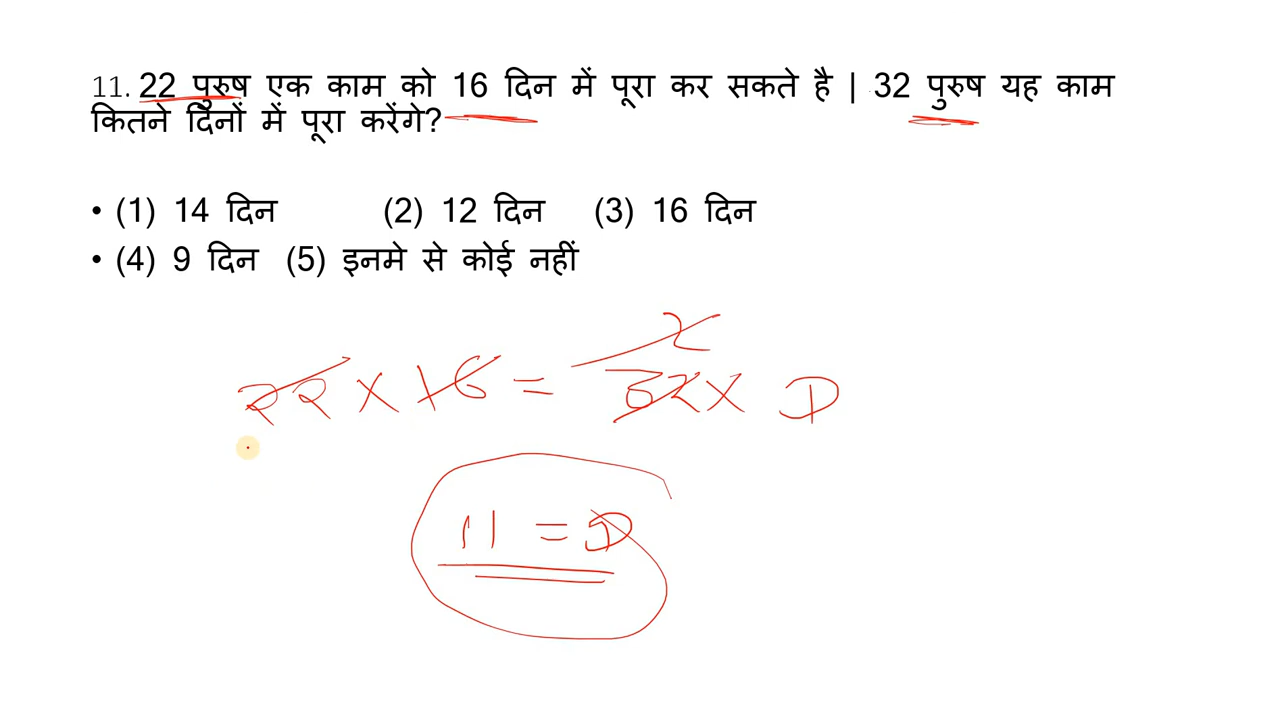 11. 22 पुरुष एक काम को 16 दिन में पूरा कर सकते है | 32 पुरुष यह काम
कितने दिनों में पूरा करेंगे?
• (1) 14 दिन (2) 12 दिन (3) 16 दिन
• (4) 9 दिन (5) इनमे से कोई नहीं
2
22 X 16 = 32 X D
11 = D